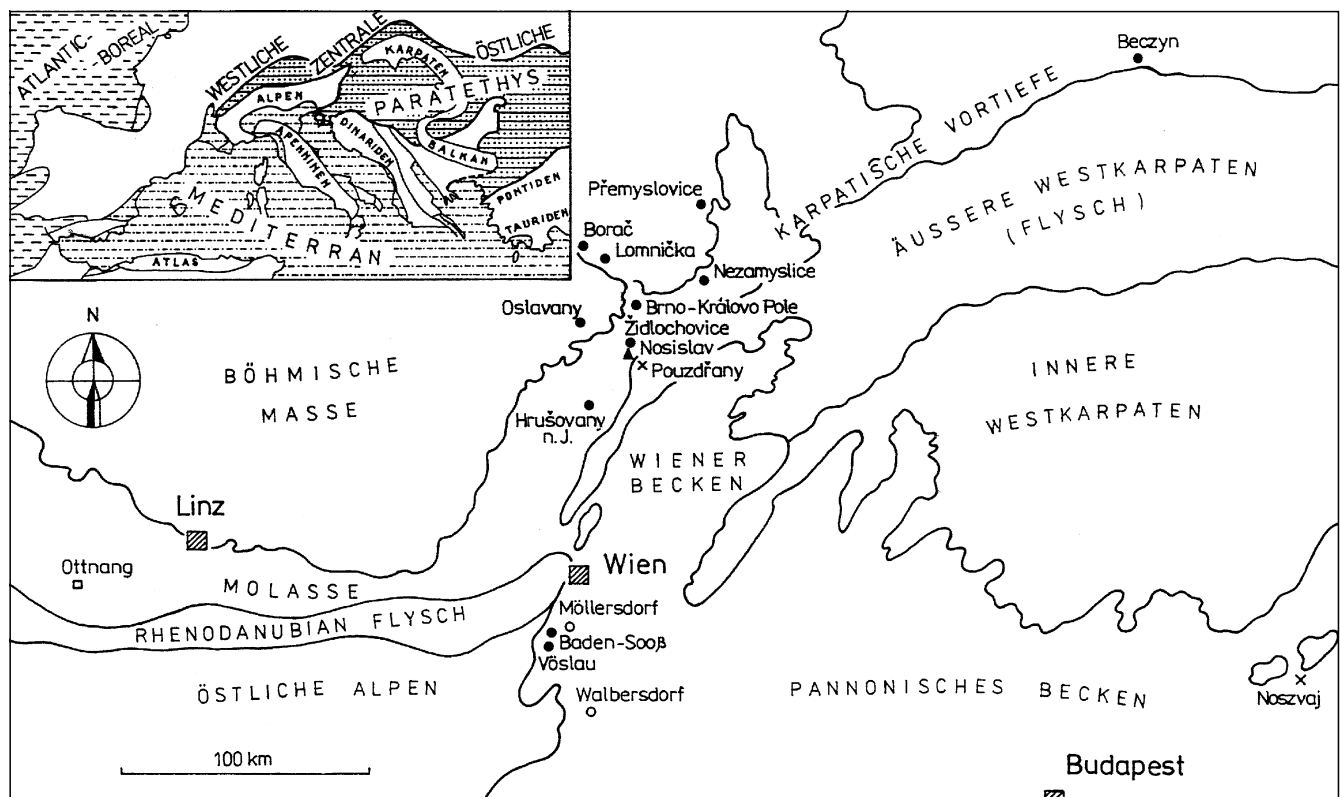 ATLANTIC-
-BOREAL
WESTLICHE
ZENTRALE
ÖSTLICHE
PARATETHYS
KARPATEN
ALPEN
APENNINEN
DINARIDEN
BALKAN
PONTIDEN
TAURIDEN
MEDITERRAN
ATLAS
Beczyn
KARPATISCHE VORTIEFE
ÄUSSERE WESTKARPATEN
(FLYSCH)
Přemyslovice
Borač
Lomnička
Nezamyslice
Oslavany
Brno-Královo Pole
Židlochovice
Nosislav
Pouzdřany
Hrušovany
n. J.
N
BÖHMISCHE
MASSE
INNERE
WESTKARPATEN
WIENER
BECKEN
Linz
Ottnang
Wien
MOLASSE
RHENODANUBIAN FLYSCH
Möllersdorf
Baden-Sooß
Vöslau
Walbersdorf
ÖSTLICHE ALPEN
PANNONISCHES BECKEN
Noszvaj
100 km
Budapest